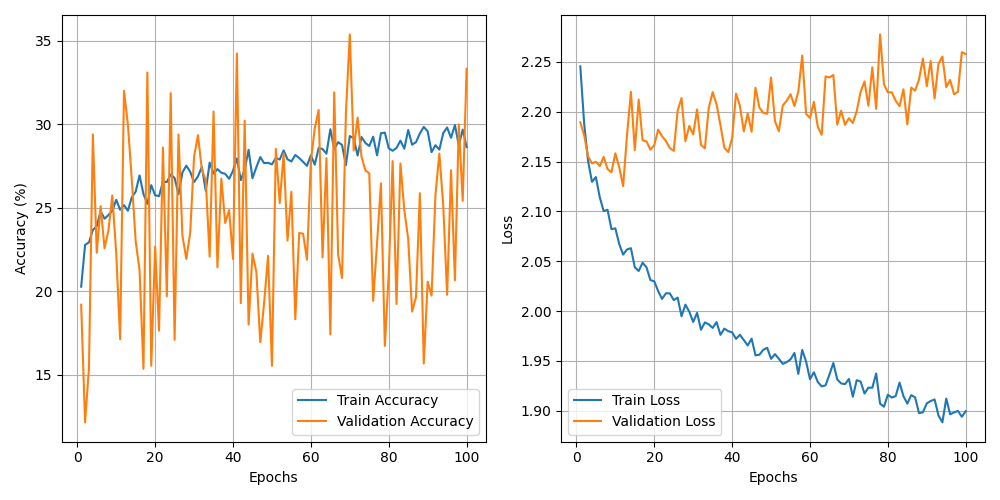 Accuracy (%)
35
30
25
20
15
0 20 40 60 80 100
Epochs
Train Accuracy
Validation Accuracy
Loss
2.25
2.20
2.15
2.10
2.05
2.00
1.95
1.90
0 20 40 60 80 100
Epochs
Train Loss
Validation Loss